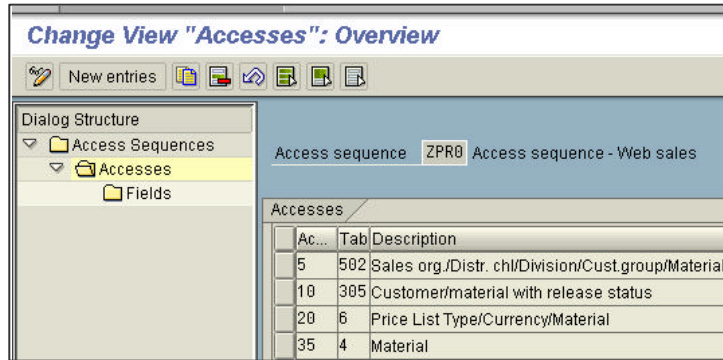 Change View "Accesses": Overview
New entries
Dialog Structure
Access Sequences
Accesses
Fields
Access sequence ZPR0 Access sequence - Web sales
Accesses
Ac... Tab Description
5 502 Sales org./Distr. chl/Division/Cust.group/Material
10 305 Customer/material with release status
20 6 Price List Type/Currency/Material
35 4 Material